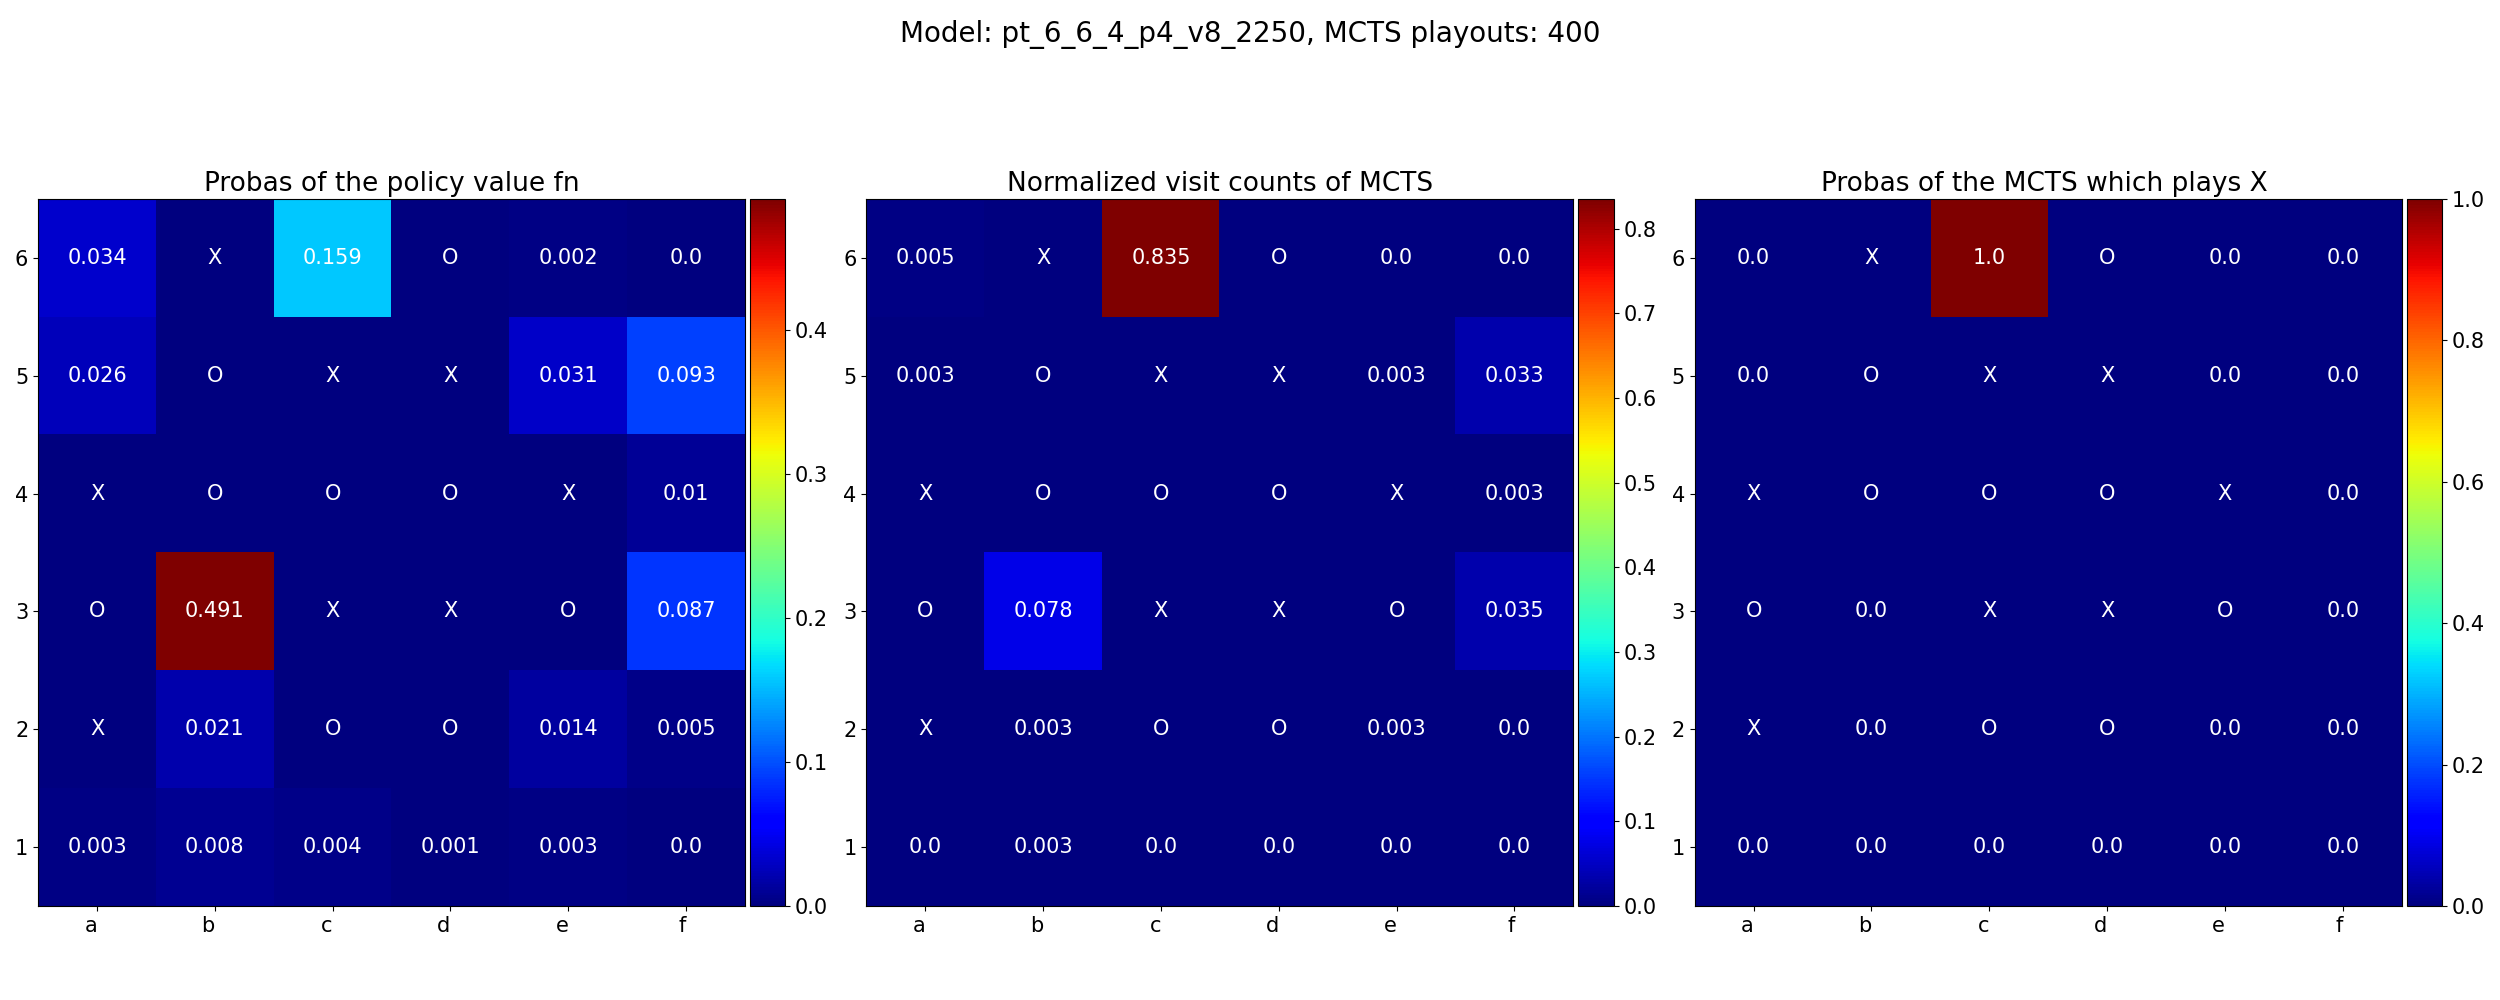 Model: pt_6_6_4_p4_v8_2250, MCTS playouts: 400
Probas of the policy value fn
6 0.034 X 0.159 O 0.002 0.0
5 0.026 O X X 0.031 0.093
4 X O O O X 0.01
3 O 0.491 X X O 0.087
2 X 0.021 O O 0.014 0.005
1 0.003 0.008 0.004 0.001 0.003 0.0
a b c d e f
0.4
0.3
0.2
0.1
0.0
Normalized visit counts of MCTS
6 0.005 X 0.835 O 0.0 0.0
5 0.003 O X X 0.003 0.033
4 X O O O X 0.003
3 O 0.078 X X O 0.035
2 X 0.003 O O 0.003 0.0
1 0.0 0.003 0.0 0.0 0.0 0.0
a b c d e f
0.8
0.7
0.6
0.5
0.4
0.3
0.2
0.1
0.0
Probas of the MCTS which plays X
6 0.0 X 1.0 O 0.0 0.0
5 0.0 O X X 0.0 0.0
4 X O O O X 0.0
3 O 0.0 X X O 0.0
2 X 0.0 O O 0.0 0.0
1 0.0 0.0 0.0 0.0 0.0 0.0
a b c d e f
1.0
0.8
0.6
0.4
0.2
0.0